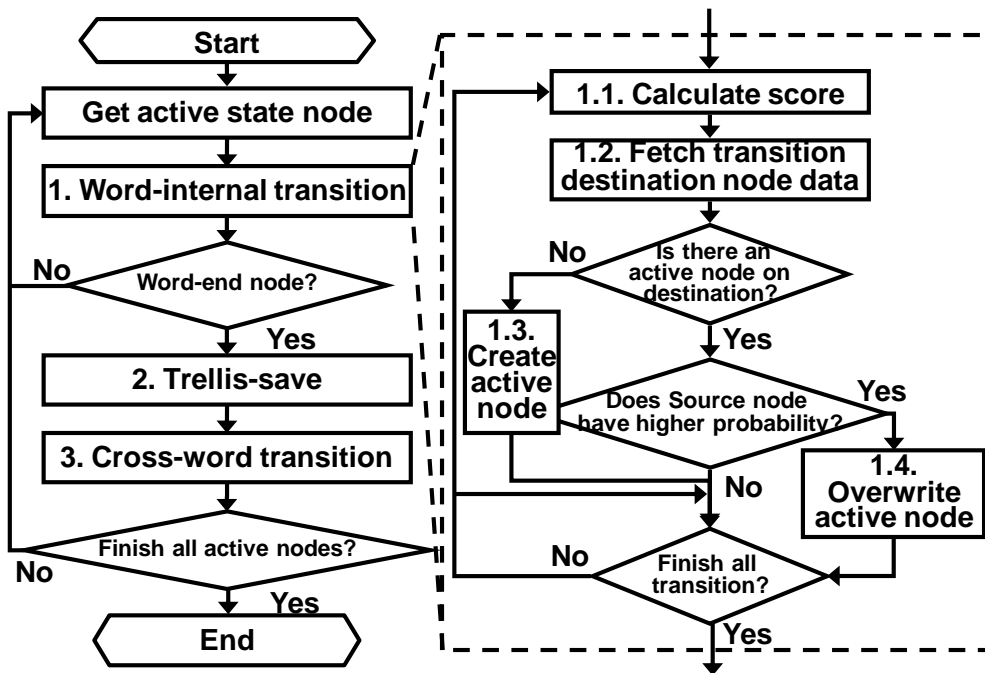 Start
Get active state node
1. Word-internal transition
No
Word-end node?
Yes
2. Trellis-save
3. Cross-word transition
Finish all active nodes?
No
Yes
End
1.1. Calculate score
1.2. Fetch transition
destination node data
No
Is there an
active node on
destination?
1.3.
Create
active
node
Yes
Does Source node
have higher probability?
Yes
No
1.4.
Overwrite
active node
No
Finish all
transition?
Yes